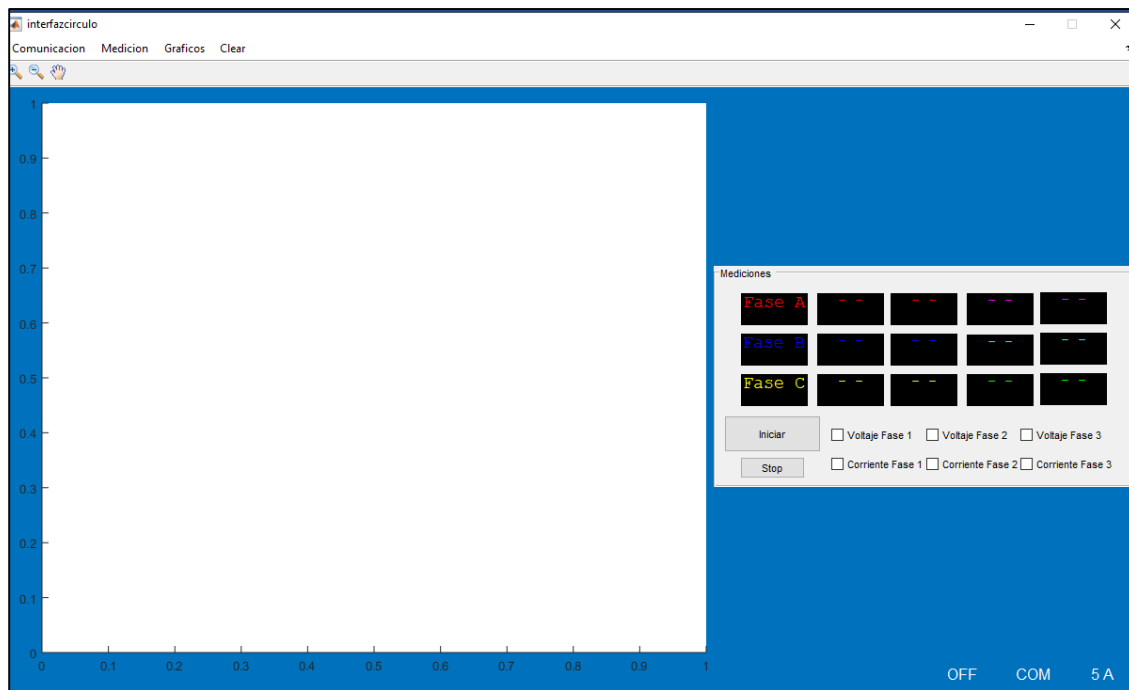 interfazcirculo
Comunicacion Medicion Graficos Clear
1
0.9
0.8
0.7
0.6
0.5
0.4
0.3
0.2
0.1
0
0 0.1 0.2 0.3 0.4 0.5 0.6 0.7 0.8 0.9 1
Mediciones
Fase A -- -- -- --
Fase B -- -- -- --
Fase C -- -- -- --
Iniciar Voltaje Fase 1 Voltaje Fase 2 Voltaje Fase 3
Stop Corriente Fase 1 Corriente Fase 2 Corriente Fase 3
OFF COM 5 A